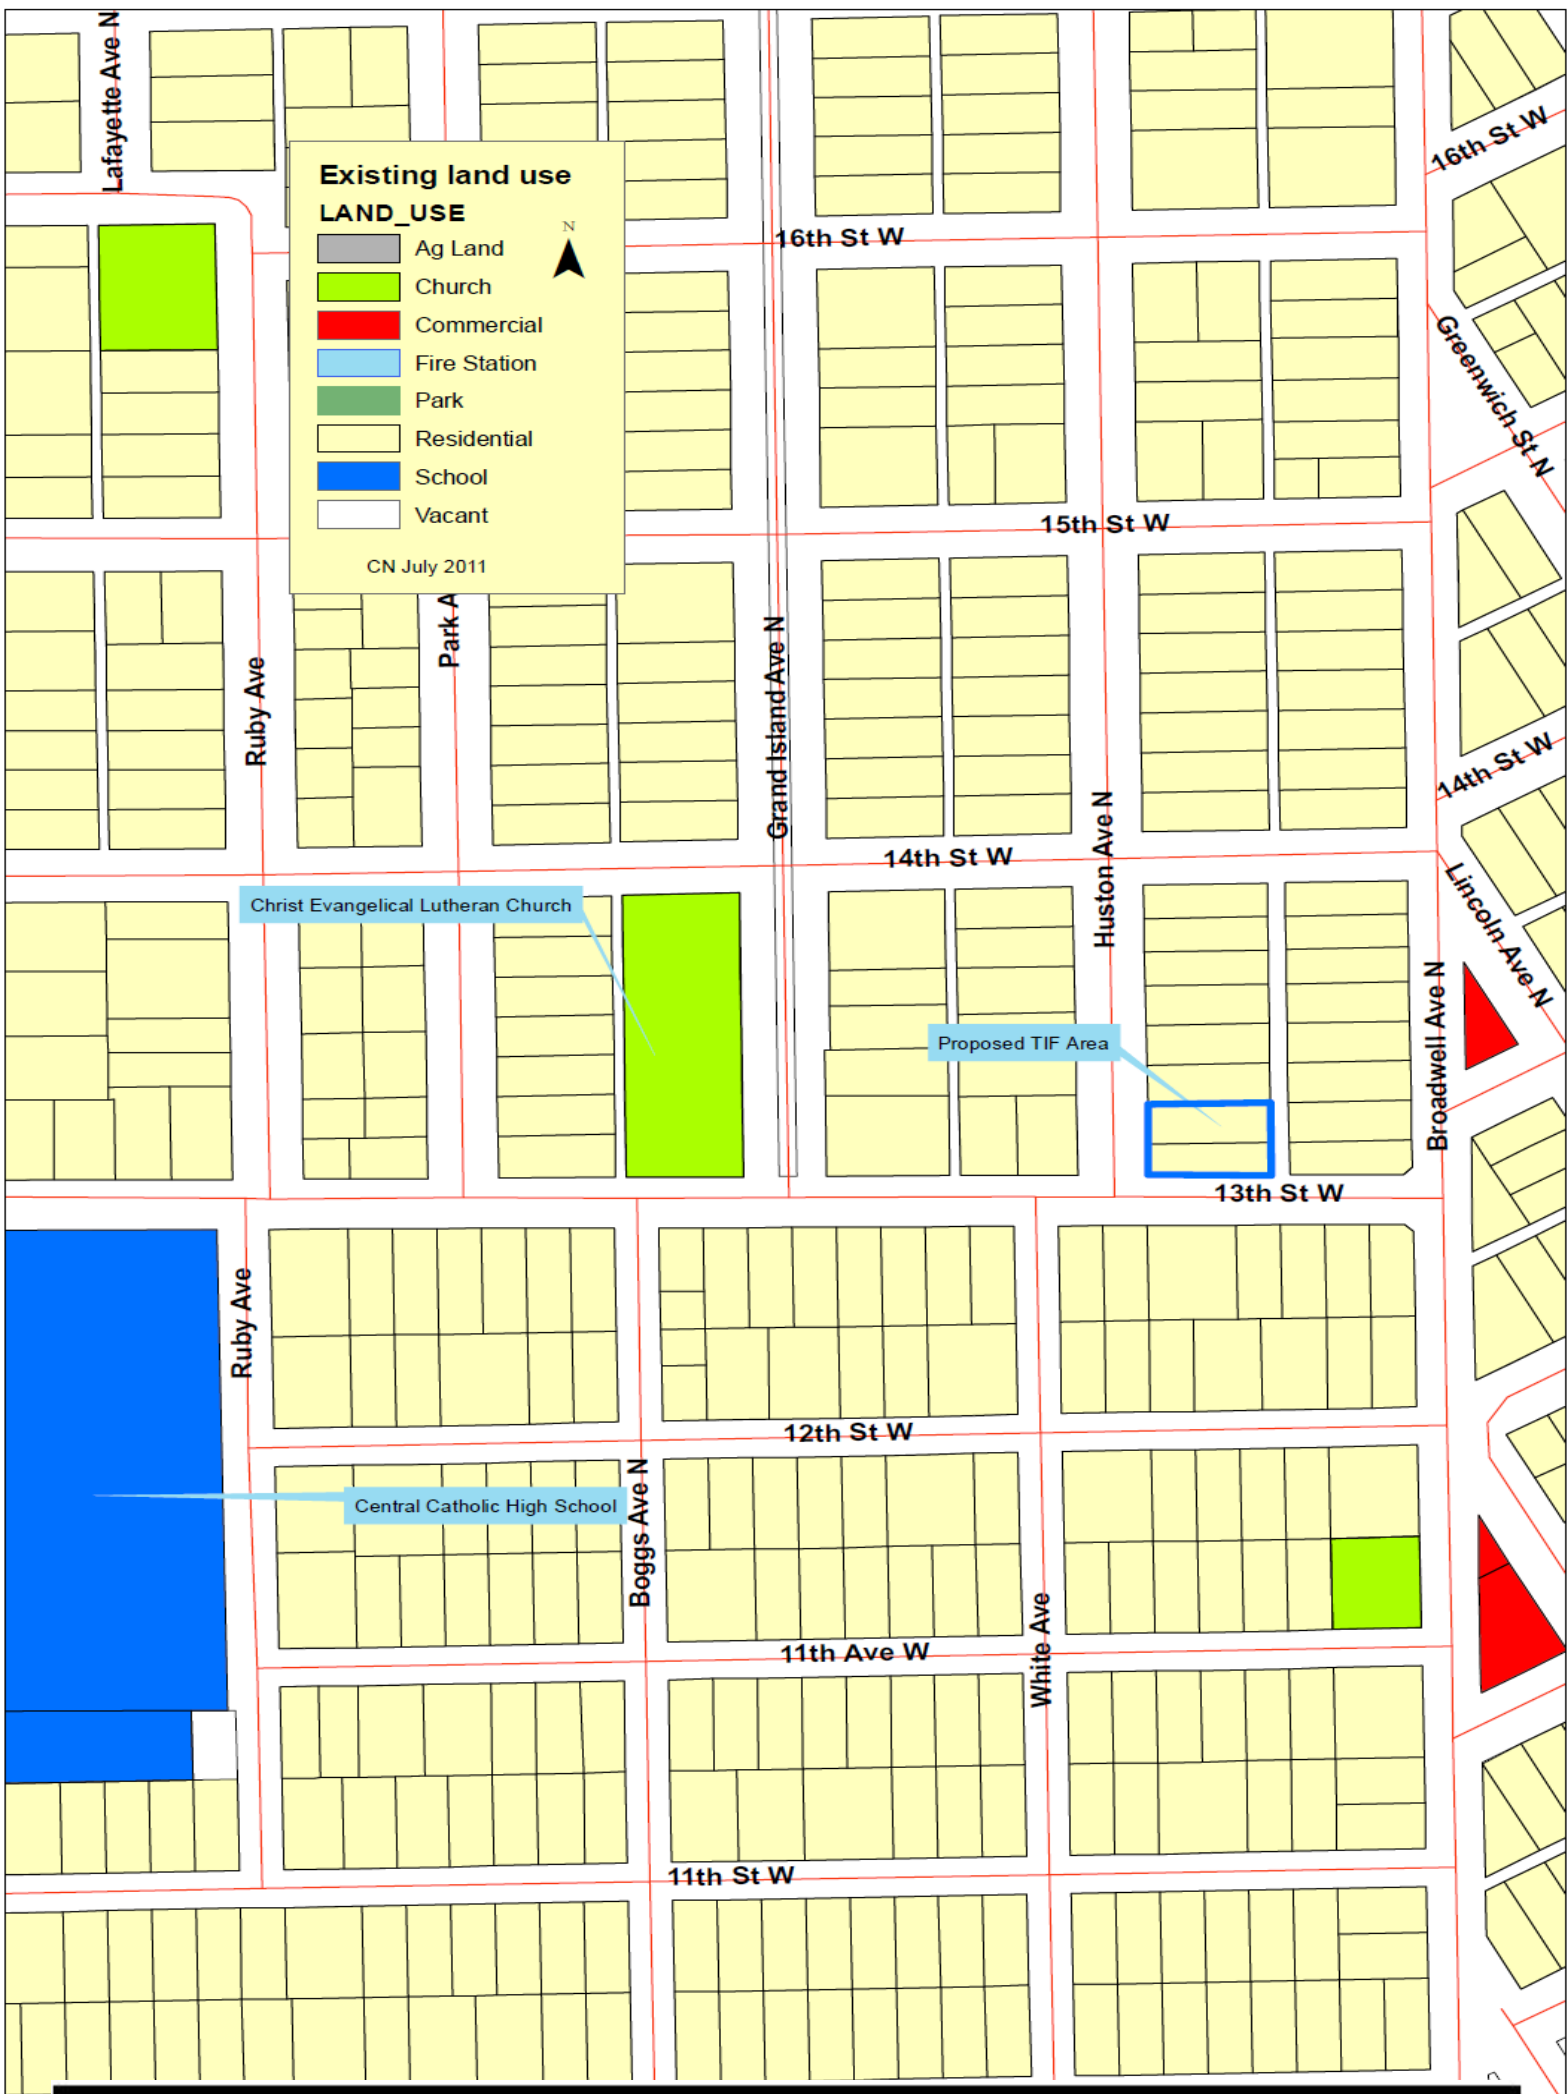 Lafayette Ave N
16th St W
Existing land use
LAND_USE
N
Ag Land
Church
Commercial
Fire Station
Park
Residential
School
Vacant
CN July 2011
16th St W
Greenwich St N
15th St W
Park A
Ruby Ave
Grand Island Ave N
14th St W
Huston Ave N
14th St W
Christ Evangelical Lutheran Church
Lincoln Ave N
Broadwell Ave N
Proposed TIF Area
13th St W
Ruby Ave
12th St W
Central Catholic High School
Boggs Ave N
11th Ave W
White Ave
11th St W